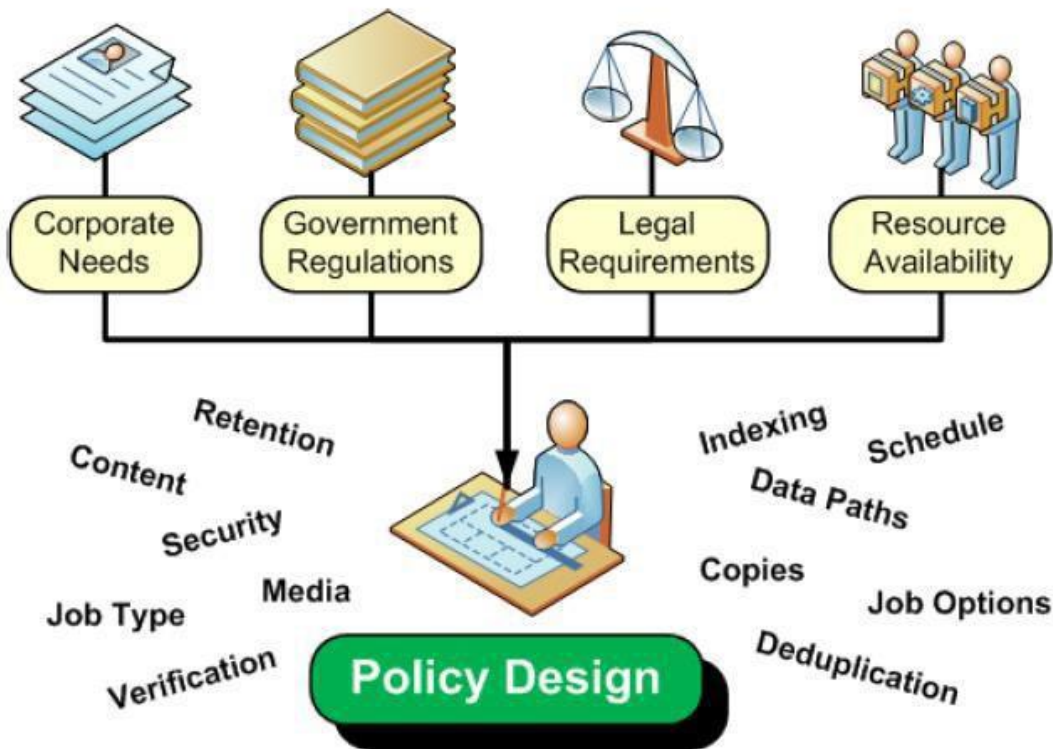 Corporate
Needs
Government
Regulations
Legal
Requirements
Resource
Availability
Retention
Content
Security
Media
Job Type
Verification
Indexing
Schedule
Data Paths
Copies
Job Options
Deduplication
Policy Design